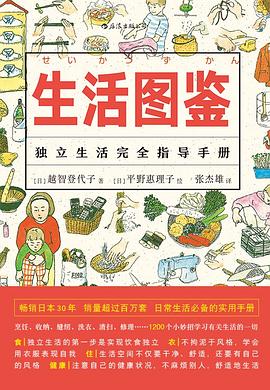 后浪出版公司
せいかつずかん
生活图鉴
独立生活完全指导手册
[日]越智登代子 著 [日]平野惠理子 绘 张杰雄 译
畅销日本30年 销量超过百万套 日常生活必备的实用手册
烹饪、收纳、缝纫、洗衣、清扫、修理……1200个小妙招学习有关生活的一切
食|独立生活的第一步是实现饮食独立 衣|不拘泥于风格,学会
用衣服表现自我 住|生活空间不仅要干净、舒适,还要有自己
的风格 健康|注意自己的健康状况,不麻烦别人,舒适地生活